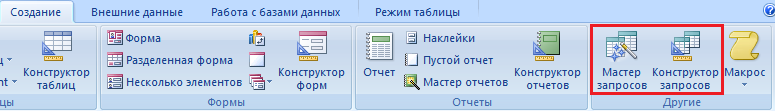 Создание Внешние данные Работа с базами данных Режим таблицы
Конструктор таблиц
Форма
Разделенная форма
Несколько элементов
Конструктор форм
Формы
Отчет
Наклейки
Пустой отчет
Мастер отчетов
Конструктор отчетов
Отчеты
Мастер запросов
Конструктор запросов
Макрос
Другие